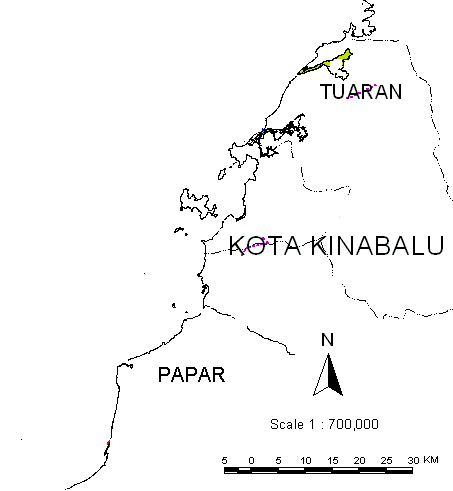 TUARAN
KOTA KINABALU
N
PAPAR
Scale 1 : 700,000
5 0 5 10 15 20 25 30 KM